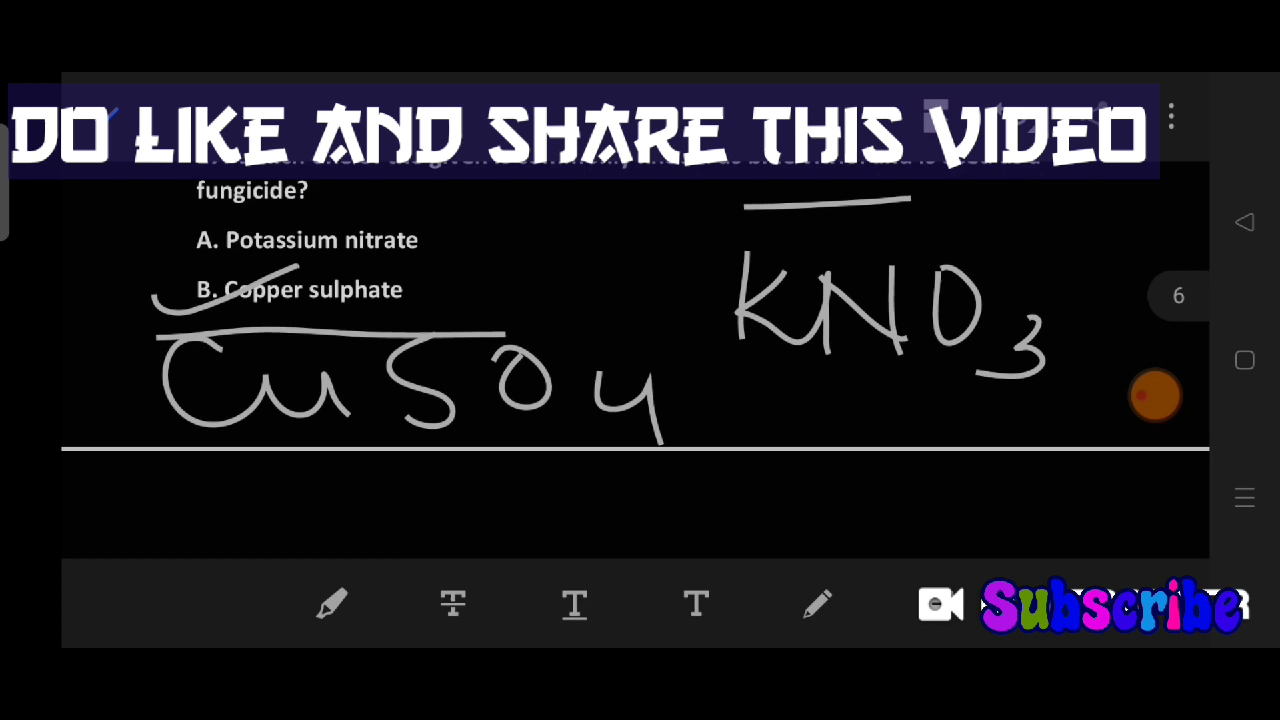 DO LIKE AND SHARE THIS VIDEO
fungicide?
A. Potassium nitrate
B. Copper sulphate
KNO3
CuSO4
6
T T T
Subscribe